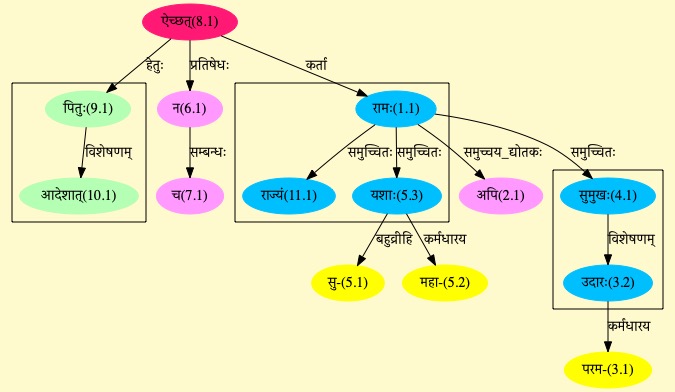 ऐच्छत्(8.1)
हेतुः प्रतिषेधः कर्ता
पितुः(9.1) न(6.1) रामः(1.1)
विशेषणम् सम्बन्धः समुच्चितः समुच्चितः समुच्चय_द्योतकः समुच्चितः
आदेशात्(10.1) च(7.1) राज्यं(11.1) यशाः(5.3) अपि(2.1) सुमुखः(4.1)
बहुव्रीहि कर्मधारय विशेषणम्
सु-(5.1) महा-(5.2) उदारः(3.2)
कर्मधारय
परम-(3.1)